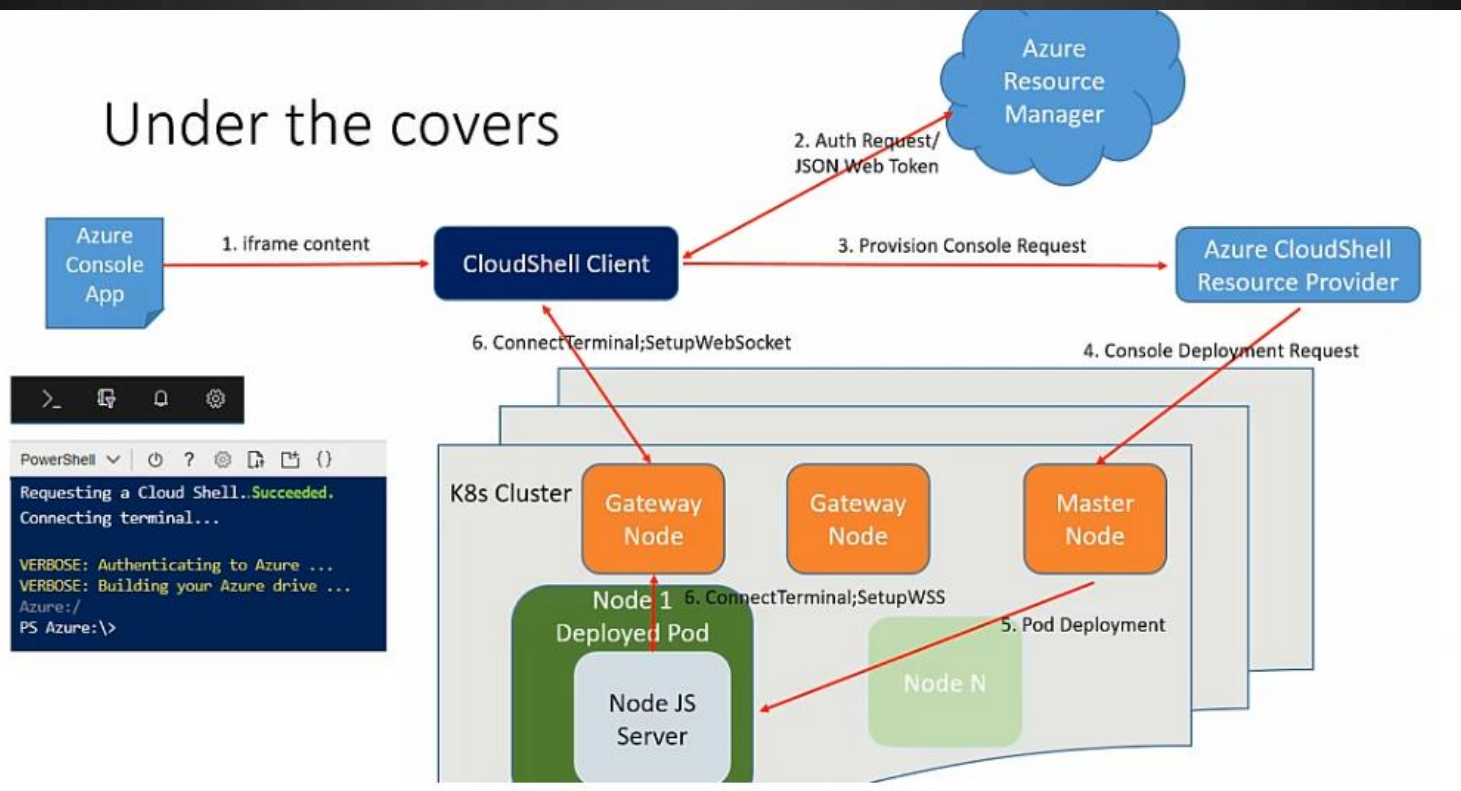 Under the covers
Azure
Resource
Manager
2. Auth Request/
JSON Web Token
Azure
Console
App
1. iframe content
CloudShell Client
3. Provision Console Request
Azure CloudShell
Resource Provider
6. ConnectTerminal;SetupWebSocket
4. Console Deployment Request
>_
PowerShell
? {}
Requesting a Cloud Shell..Succeeded.
Connecting terminal...
VERBOSE: Authenticating to Azure ...
VERBOSE: Building your Azure drive ...
Azure:/
PS Azure:\>
K8s Cluster
Gateway
Node
Gateway
Node
Master
Node
Node 1
Deployed Pod
6. ConnectTerminal;SetupWSS
5. Pod Deployment
Node JS
Server
Node N